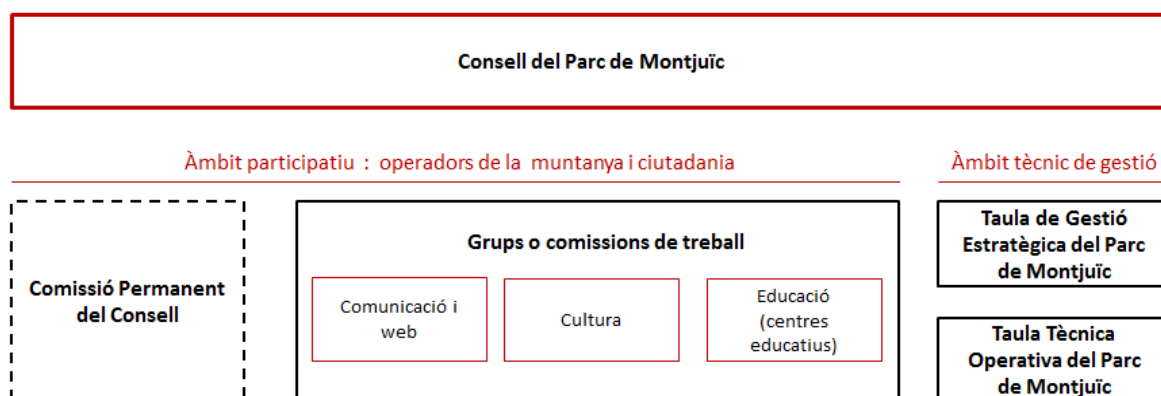 Consell del Parc de Montjuïc
Àmbit participatiu : operadors de la muntanya i ciutadania
Àmbit tècnic de gestió
Comissió Permanent
del Consell
Grups o comissions de treball
Comunicació i
web
Cultura
Educació
(centres
educatius)
Taula de Gestió
Estratègica del Parc
de Montjuïc
Taula Tècnica
Operativa del Parc
de Montjuïc